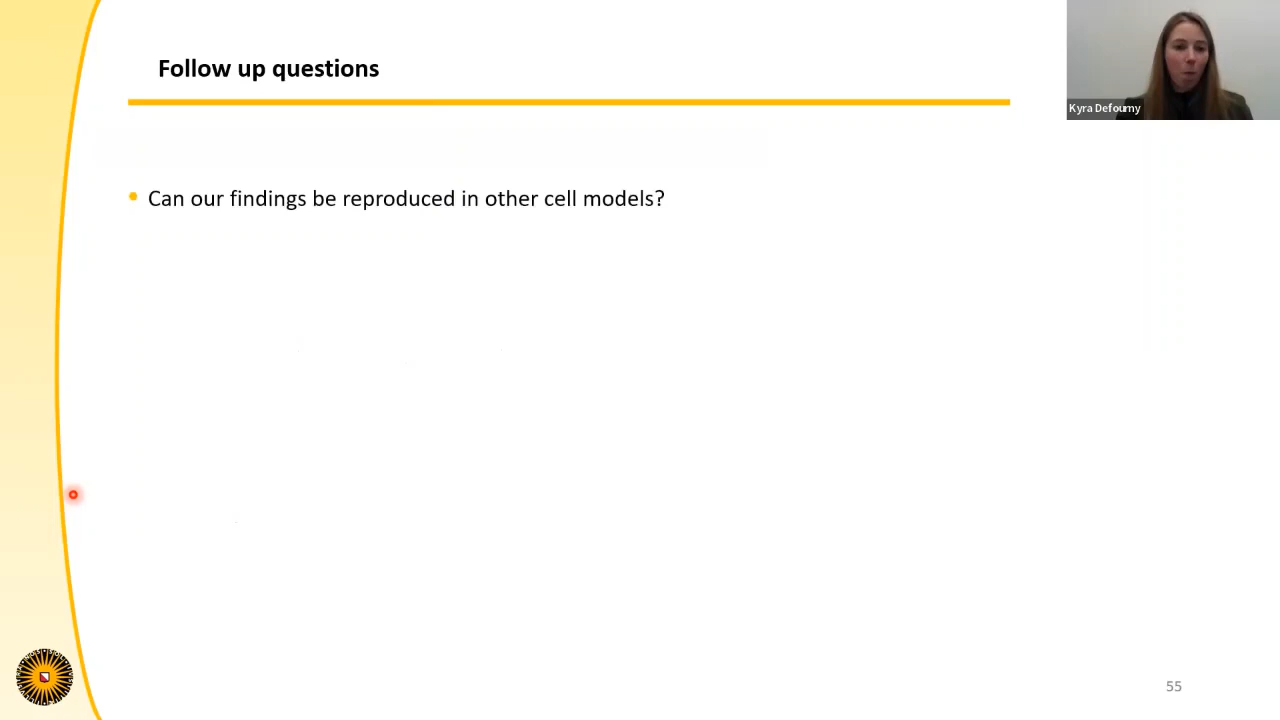 Follow up questions
Kyra Defourny
Can our findings be reproduced in other cell models?
55